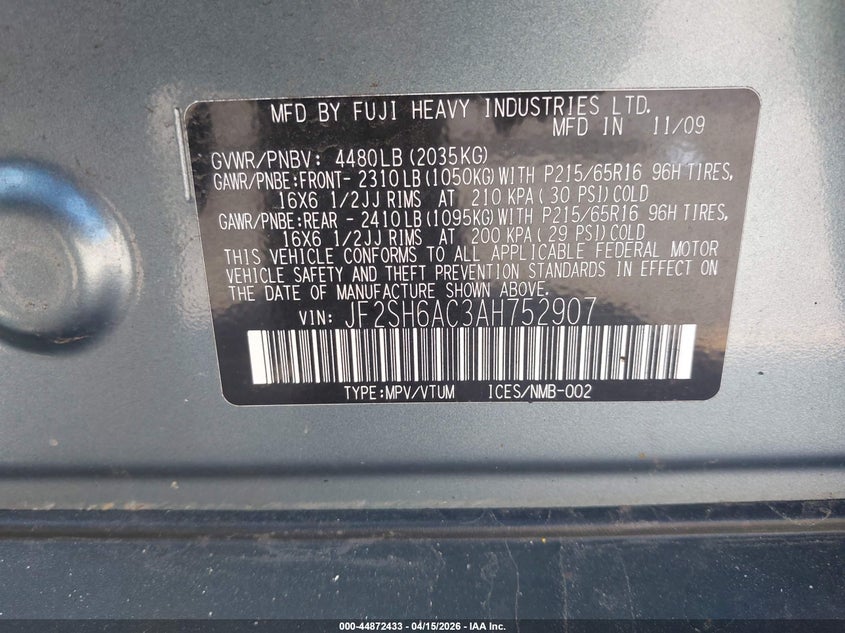 MFD BY FUJI HEAVY INDUSTRIES LTD.
MFD IN 11/09
GVWR/PNBV: 4480LB (2035KG)
GAWR/PNBE:FRONT- 2310LB (1050KG) WITH P215/65R16 96H TIRES,
16X6 1/2JJ RIMS AT 210 KPA (30 PSI) COLD
GAWR/PNBE:REAR - 2410LB (1095KG) WITH P215/65R16 96H TIRES,
16X6 1/2JJ RIMS AT 200 KPA (29 PSI) COLD
THIS VEHICLE CONFORMS TO ALL APPLICABLE FEDERAL MOTOR
VEHICLE SAFETY AND THEFT PREVENTION STANDARDS IN EFFECT ON
THE DATE OF MANUFACTURE SHOWN ABOVE.
VIN: JF2SH6AC3AH752907
TYPE:MPV/VTUM ICES/NMB-002
000-44872433 - 04/15/2026 - IAA Inc.